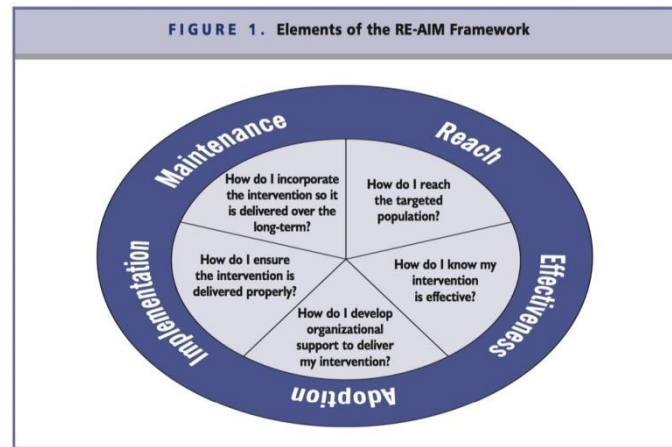 FIGURE 1. Elements of the RE-AIM Framework
Maintenance
Reach
How do I incorporate
the intervention so it
is delivered over the
long-term?
How do I reach
the targeted
population?
Implementation
How do I ensure
the intervention is
delivered properly?
How do I know my
intervention
is effective?
Effectiveness
How do I develop
organizational
support to deliver
my intervention?
Adoption